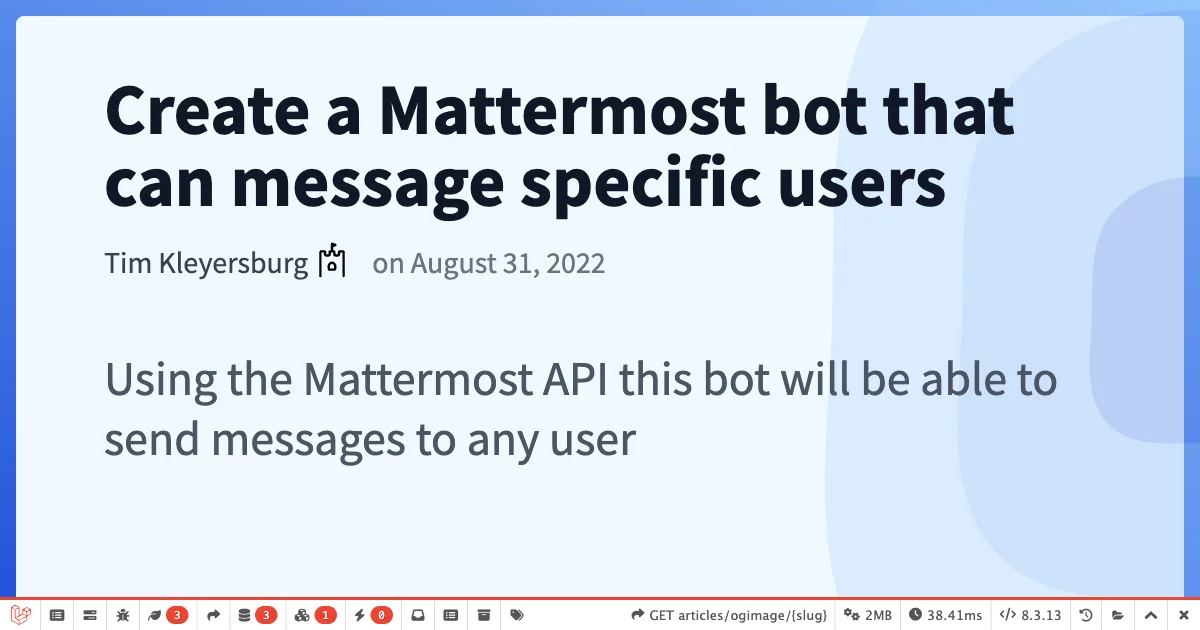 Create a Mattermost bot that
can message specific users
Tim Kleyersburg on August 31, 2022
Using the Mattermost API this bot will be able to
send messages to any user
3 3 1 0 GET articles/ogimage/{slug} 2MB 38.41ms 8.3.13